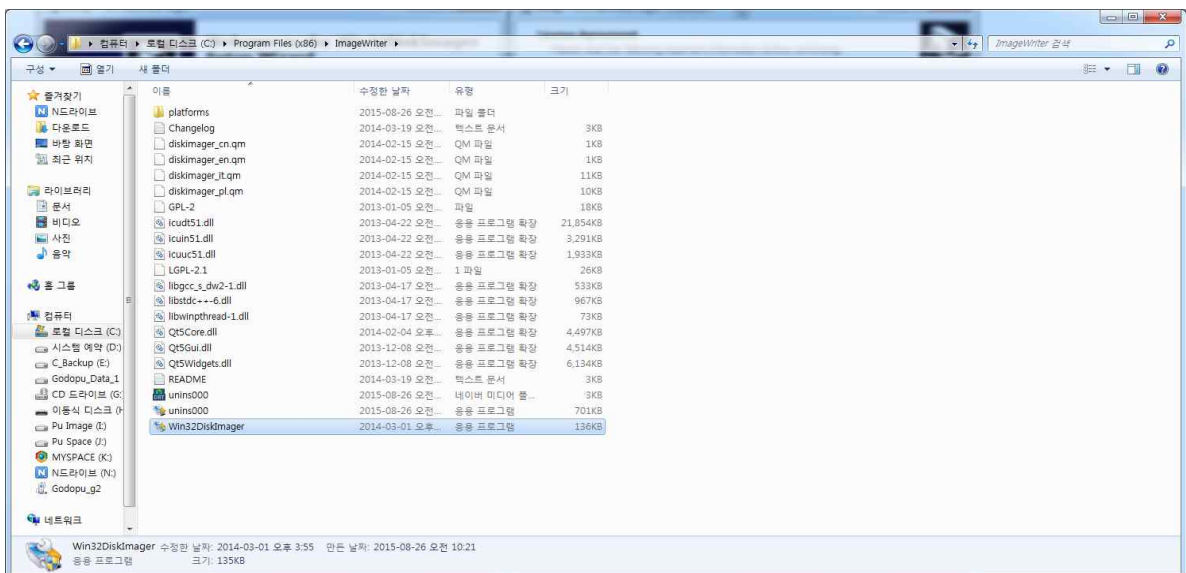 컴퓨터 ▸ 로컬 디스크 (C:) ▸ Program Files (x86) ▸ ImageWriter ▸
ImageWriter 검색
구성 열기 새 폴더
이름 수정한 날짜 유형 크기
platforms 2015-08-26 오전... 파일 폴더
Changelog 2014-03-19 오전... 텍스트 문서 3KB
diskimager_cn.qm 2014-02-15 오전... QM 파일 1KB
diskimager_en.qm 2014-02-15 오전... QM 파일 1KB
diskimager_it.qm 2014-02-15 오전... QM 파일 11KB
diskimager_pl.qm 2014-02-15 오전... QM 파일 10KB
GPL-2 2013-01-05 오전... 파일 18KB
icudt51.dll 2013-04-22 오전... 응용 프로그램 확장 21,854KB
icuin51.dll 2013-04-22 오전... 응용 프로그램 확장 3,291KB
icuuc51.dll 2013-04-22 오전... 응용 프로그램 확장 1,933KB
LGPL-2.1 2013-01-05 오전... 1 파일 26KB
libgcc_s_dw2-1.dll 2013-04-17 오전... 응용 프로그램 확장 533KB
libstdc++-6.dll 2013-04-17 오전... 응용 프로그램 확장 967KB
libwinpthread-1.dll 2013-04-17 오전... 응용 프로그램 확장 73KB
Qt5Core.dll 2014-02-04 오후... 응용 프로그램 확장 4,497KB
Qt5Gui.dll 2013-12-08 오전... 응용 프로그램 확장 4,514KB
Qt5Widgets.dll 2013-12-08 오전... 응용 프로그램 확장 6,134KB
README 2014-03-19 오전... 텍스트 문서 3KB
unins000 2015-08-26 오전... 네이버 미디어 플... 3KB
unins000 2015-08-26 오전... 응용 프로그램 701KB
Win32DiskImager 2014-03-01 오후... 응용 프로그램 136KB
즐겨찾기
N드라이브
다운로드
바탕 화면
최근 위치
라이브러리
문서
비디오
사진
음악
홈 그룹
컴퓨터
로컬 디스크 (C:)
시스템 예약 (D:)
C_Backup (E:)
Godopu_Data_1
CD 드라이브 (G:
이동식 디스크 (H
Pu Image (I:)
Pu Space (J:)
MYSPACE (K:)
N드라이브 (N:)
Godopu_g2
네트워크
Win32DiskImager 수정한 날짜: 2014-03-01 오후 3:55 만든 날짜: 2015-08-26 오전 10:21
응용 프로그램 크기: 135KB